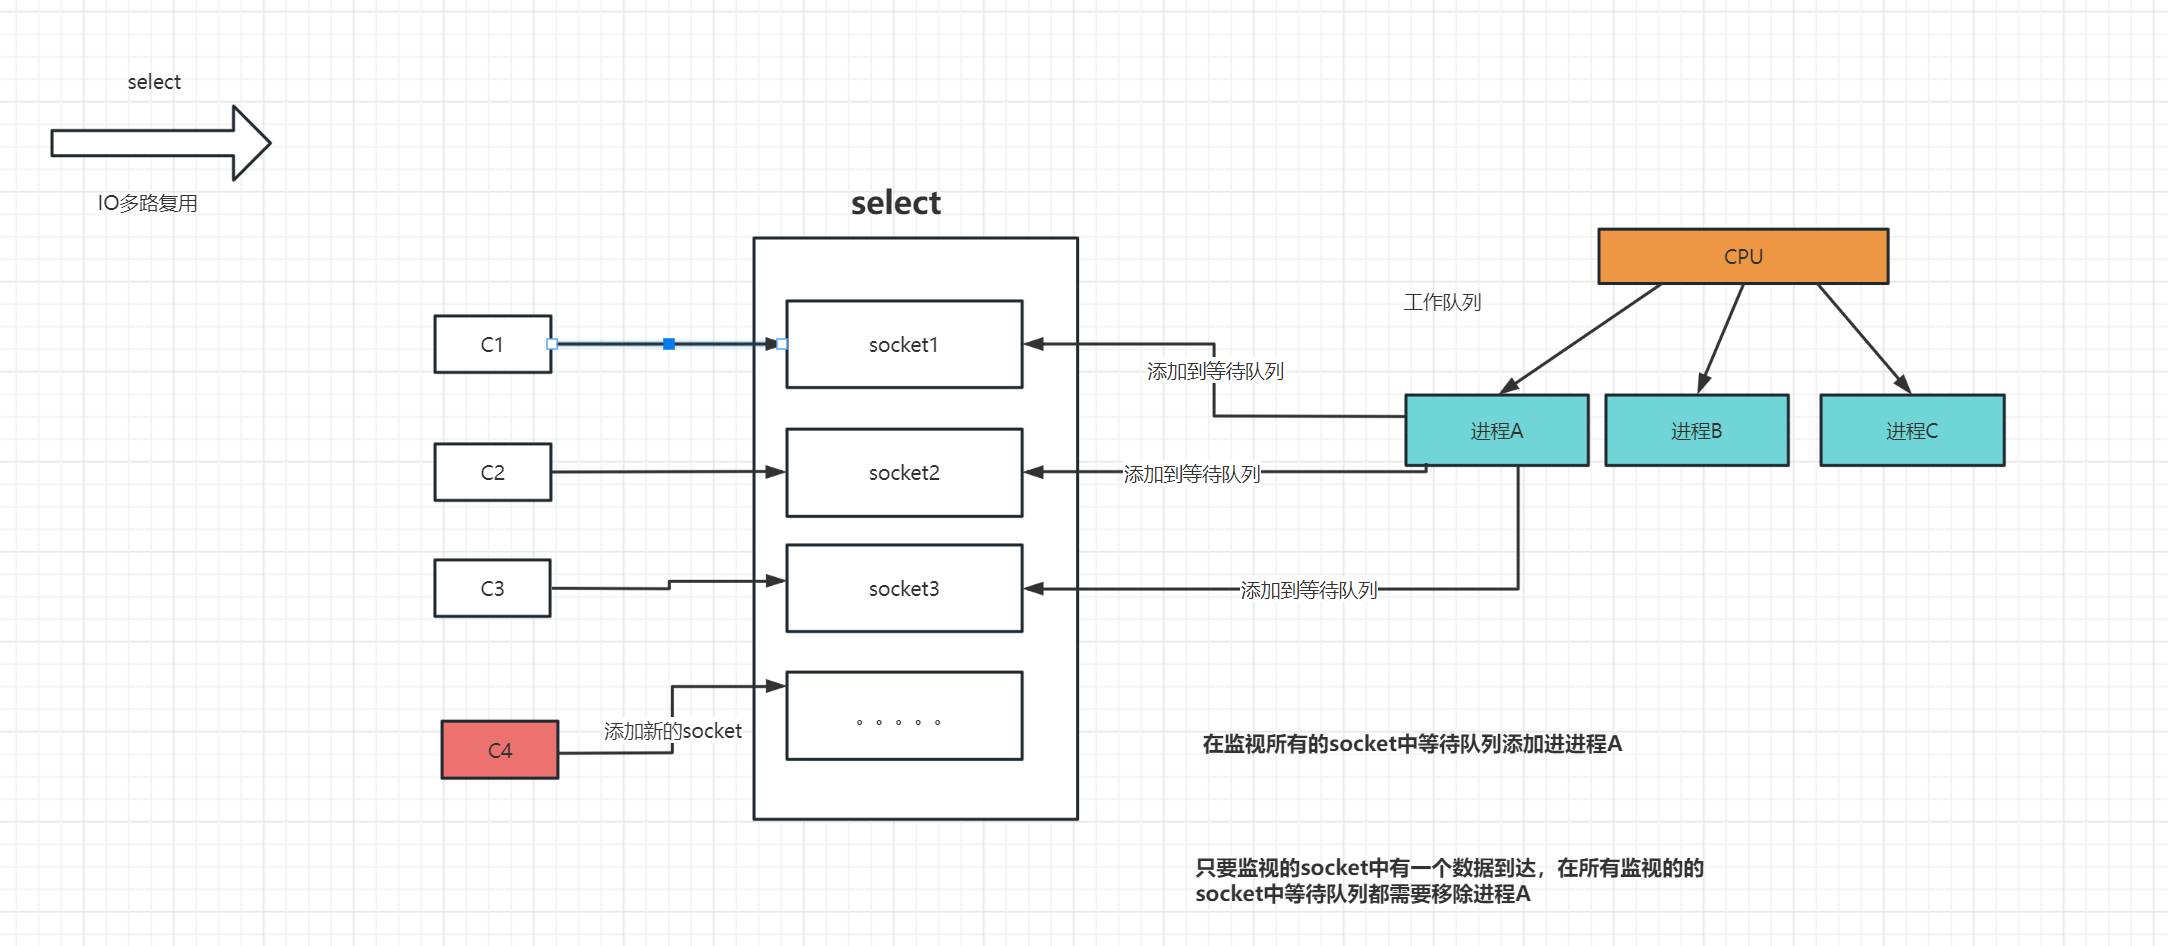 select
IO多路复用
select
CPU
工作队列
C1
socket1
添加到等待队列
进程A
进程B
进程C
C2
socket2
添加到等待队列
C3
socket3
添加到等待队列
C4
添加新的socket
。。。。。
在监视所有的socket中等待队列添加进进程A
只要监视的socket中有一个数据到达，在所有监视的的
socket中等待队列都需要移除进程A